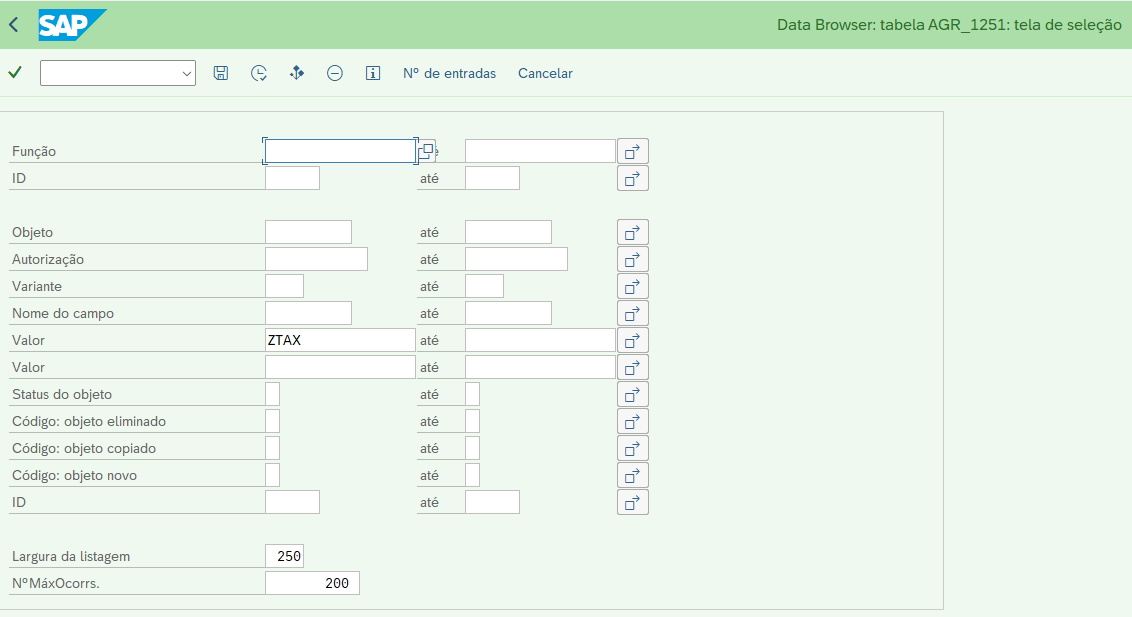 SAP
Data Browser: tabela AGR_1251: tela de seleção
Nº de entradas Cancelar
Função
ID até
Objeto até
Autorização até
Variante até
Nome do campo até
Valor ZTAX até
Valor até
Status do objeto até
Código: objeto eliminado até
Código: objeto copiado até
Código: objeto novo até
ID até
Largura da listagem 250
NºMáxOcorrs. 200